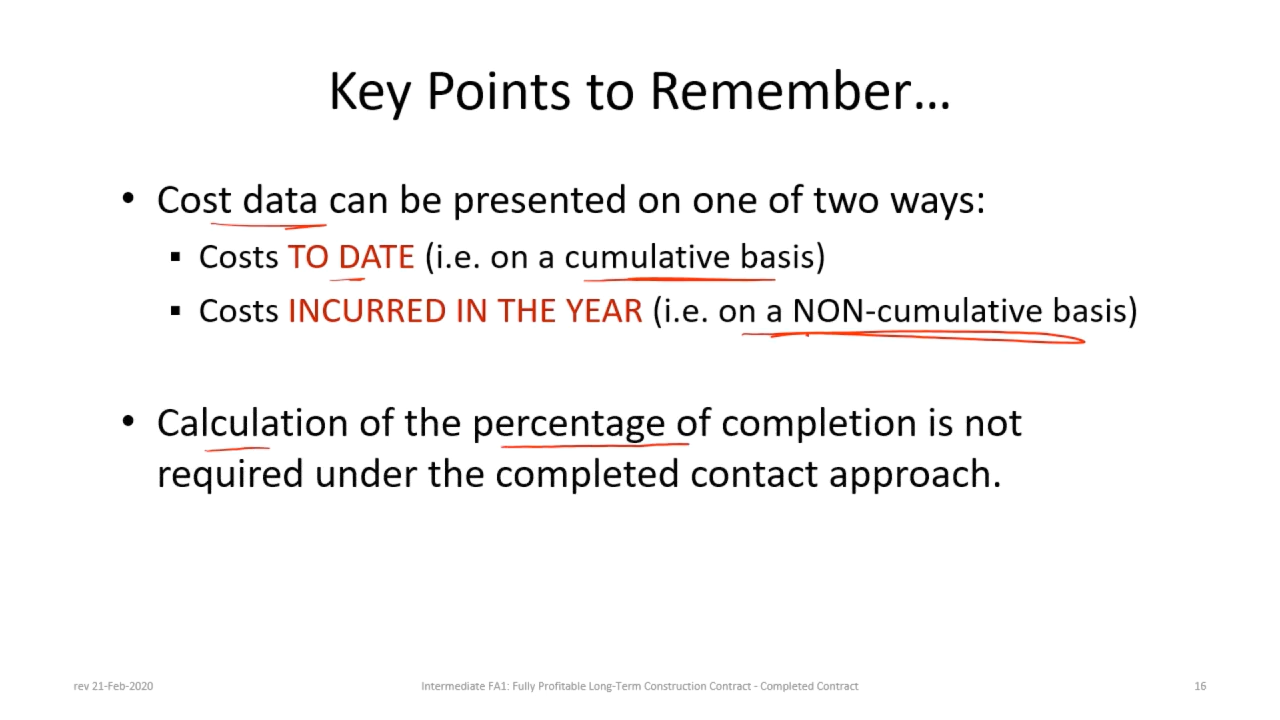 Key Points to Remember…
• Cost data can be presented on one of two ways:
▪ Costs TO DATE (i.e. on a cumulative basis)
▪ Costs INCURRED IN THE YEAR (i.e. on a NON-cumulative basis)
• Calculation of the percentage of completion is not
required under the completed contact approach.
rev 21-Feb-2020
Intermediate FA1: Fully Profitable Long-Term Construction Contract - Completed Contract
16